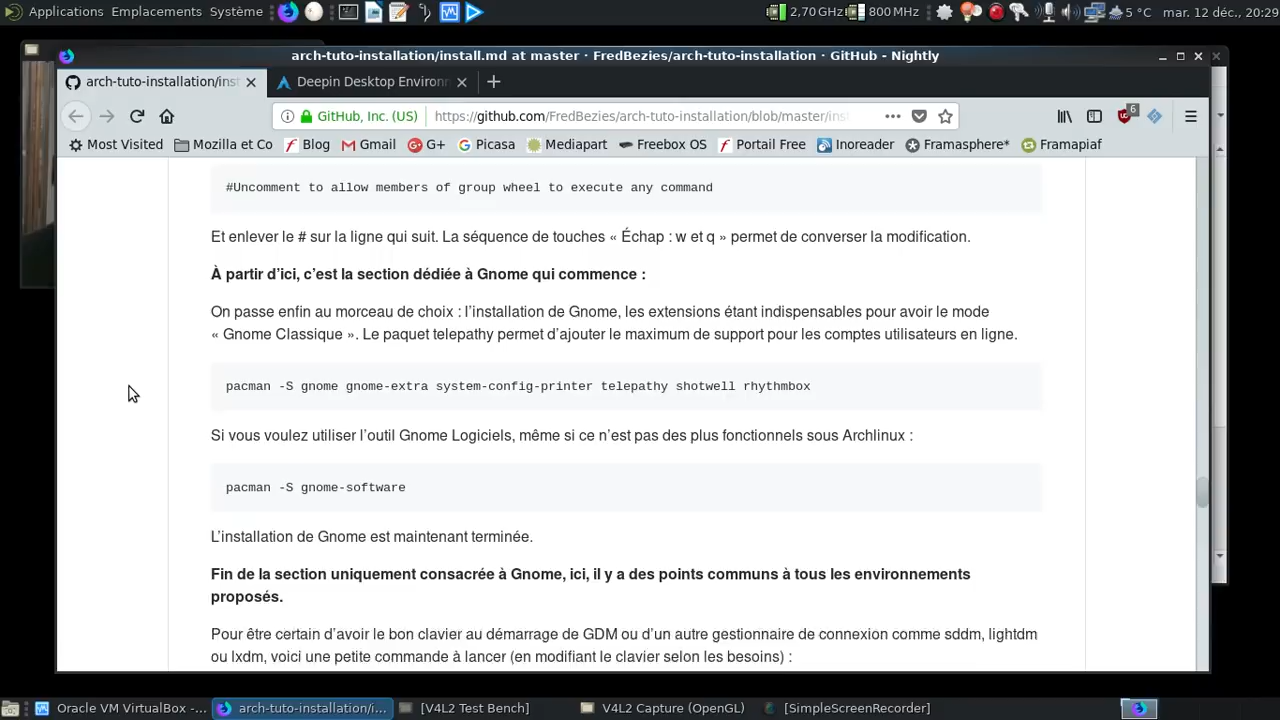 Applications Emplacements Système 2,70 GHz 800 MHz 5 °C mar. 12 déc., 20:29
arch-tuto-installation/install.md at master · FredBezies/arch-tuto-installation · GitHub - Nightly
arch-tuto-installation/inst Deepin Desktop Environ
GitHub, Inc. (US) https://github.com/FredBezies/arch-tuto-installation/blob/master/ins 6
Most Visited Mozilla et Co Blog Gmail G+ Picasa Mediapart Freebox OS Portail Free Inoreader Framasphere* Framapiaf
#Uncomment to allow members of group wheel to execute any command
Et enlever le # sur la ligne qui suit. La séquence de touches « Échap : w et q » permet de converser la modification.
À partir d'ici, c'est la section dédiée à Gnome qui commence :
On passe enfin au morceau de choix : l'installation de Gnome, les extensions étant indispensables pour avoir le mode
« Gnome Classique ». Le paquet telepathy permet d'ajouter le maximum de support pour les comptes utilisateurs en ligne.
pacman -S gnome gnome-extra system-config-printer telepathy shotwell rhythmbox
Si vous voulez utiliser l'outil Gnome Logiciels, même si ce n'est pas des plus fonctionnels sous Archlinux :
pacman -S gnome-software
L'installation de Gnome est maintenant terminée.
Fin de la section uniquement consacrée à Gnome, ici, il y a des points communs à tous les environnements
proposés.
Pour être certain d'avoir le bon clavier au démarrage de GDM ou d'un autre gestionnaire de connexion comme sddm, lightdm
ou lxdm, voici une petite commande à lancer (en modifiant le clavier selon les besoins) :
Oracle VM VirtualBox -... arch-tuto-installation/i... [V4L2 Test Bench] V4L2 Capture (OpenGL) [SimpleScreenRecorder]